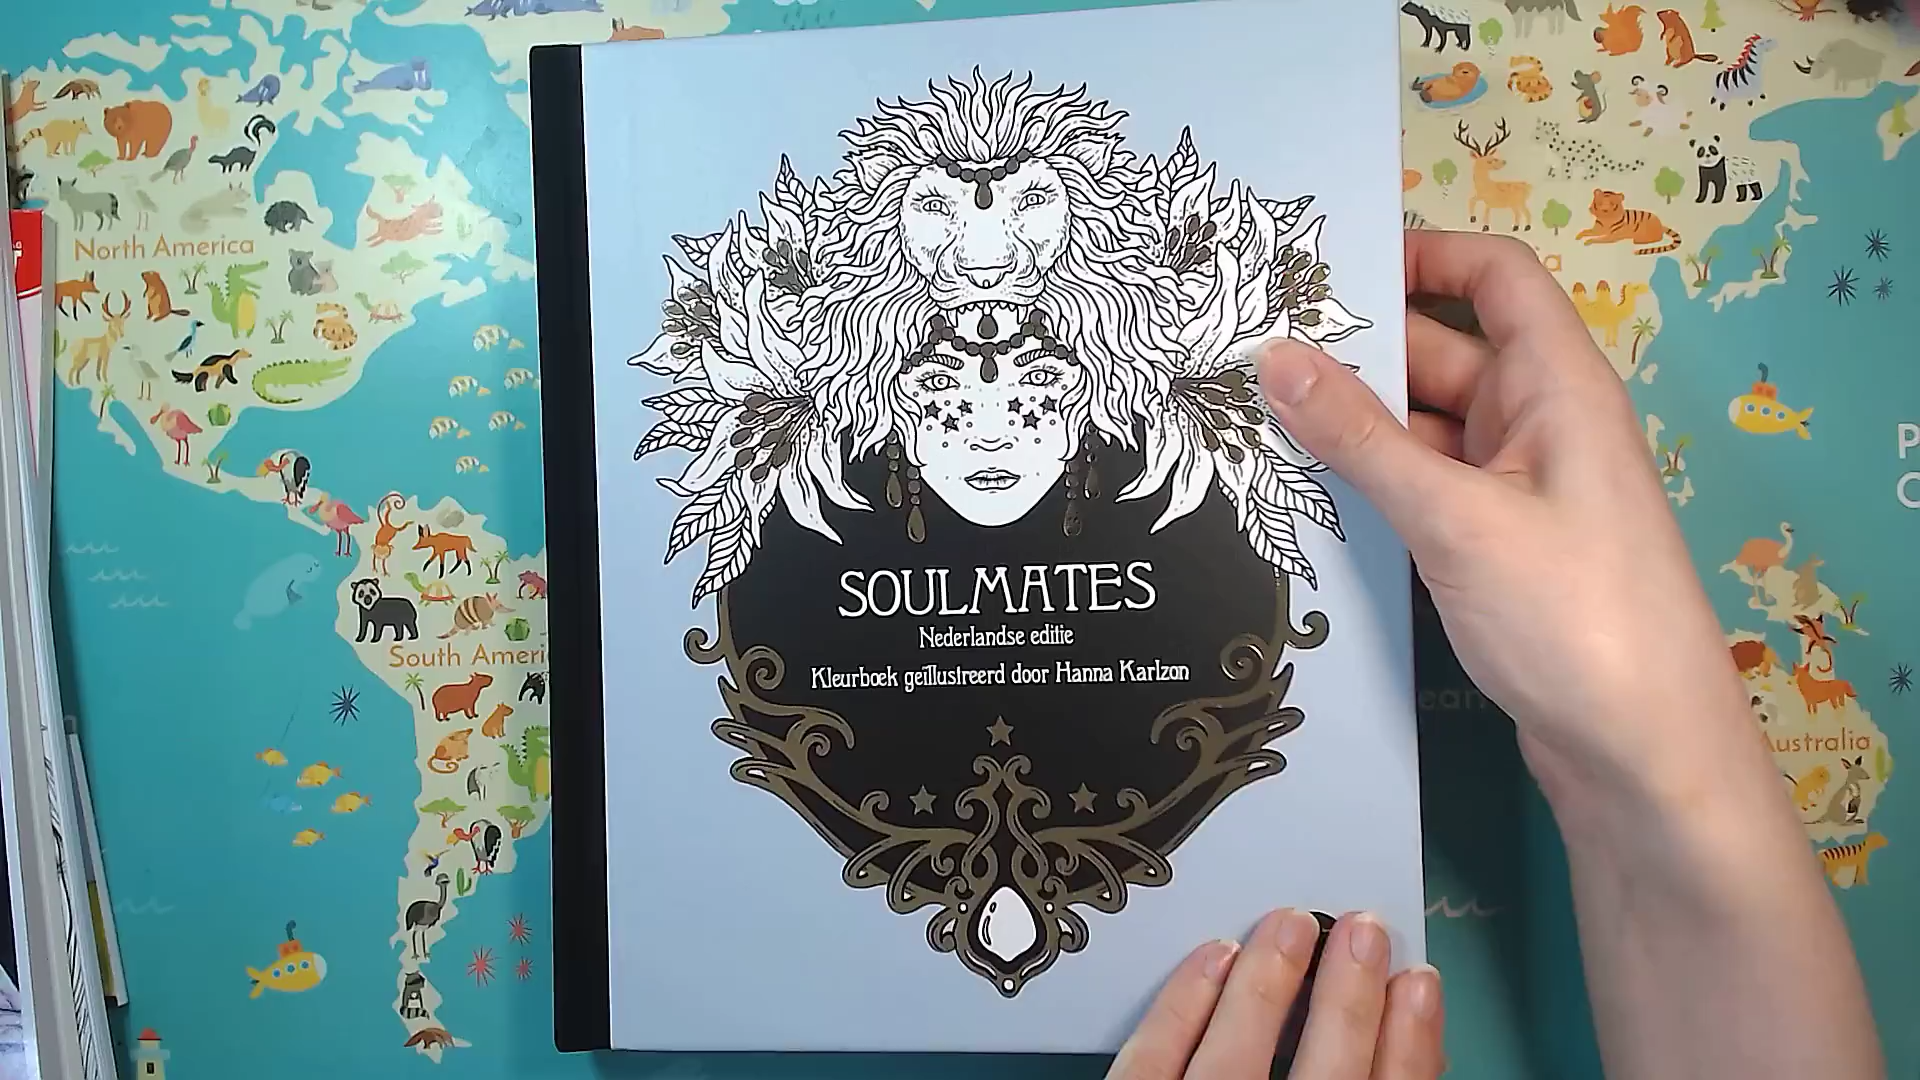 SOULMATES
Nederlandse editie
Kleurboek geïllustreerd door Hanna Karlzon
North America
South Ameri
Australia